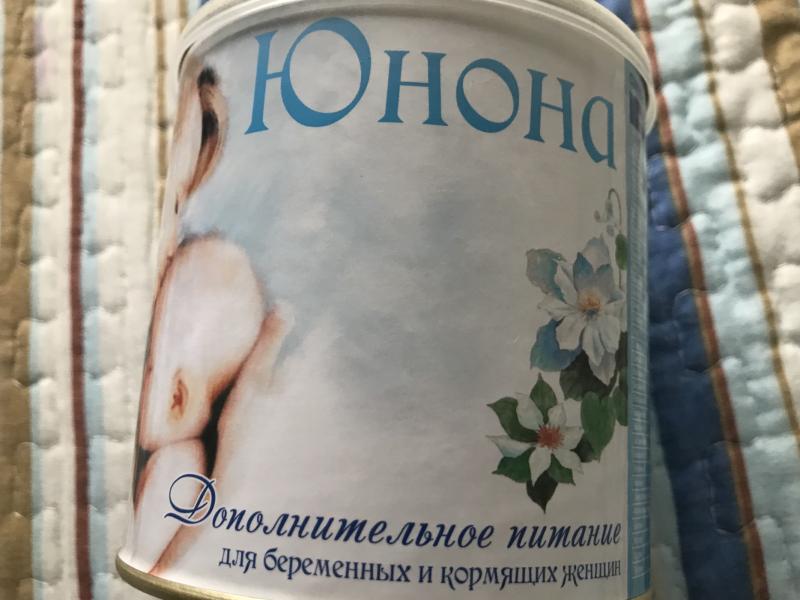 Юнона
Дополнительное питание
для беременных и кормящих женщин